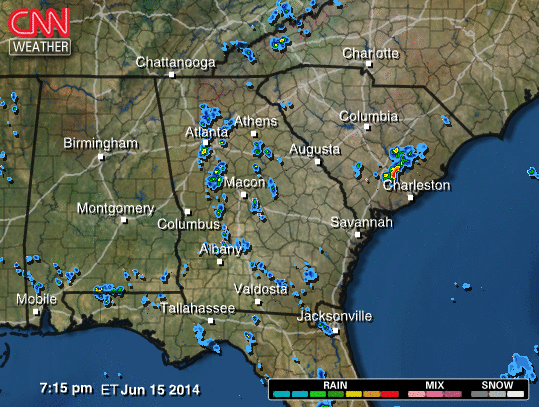 CNN
WEATHER
Chattanooga
Charlotte
Athens
Columbia
Atlanta
Birmingham
Augusta
Macon
Charleston
Montgomery
Columbus
Savannah
Albany
Valdosta
Mobile
Tallahassee
Jacksonville
7:15 pm ET Jun 15 2014
RAIN MIX SNOW